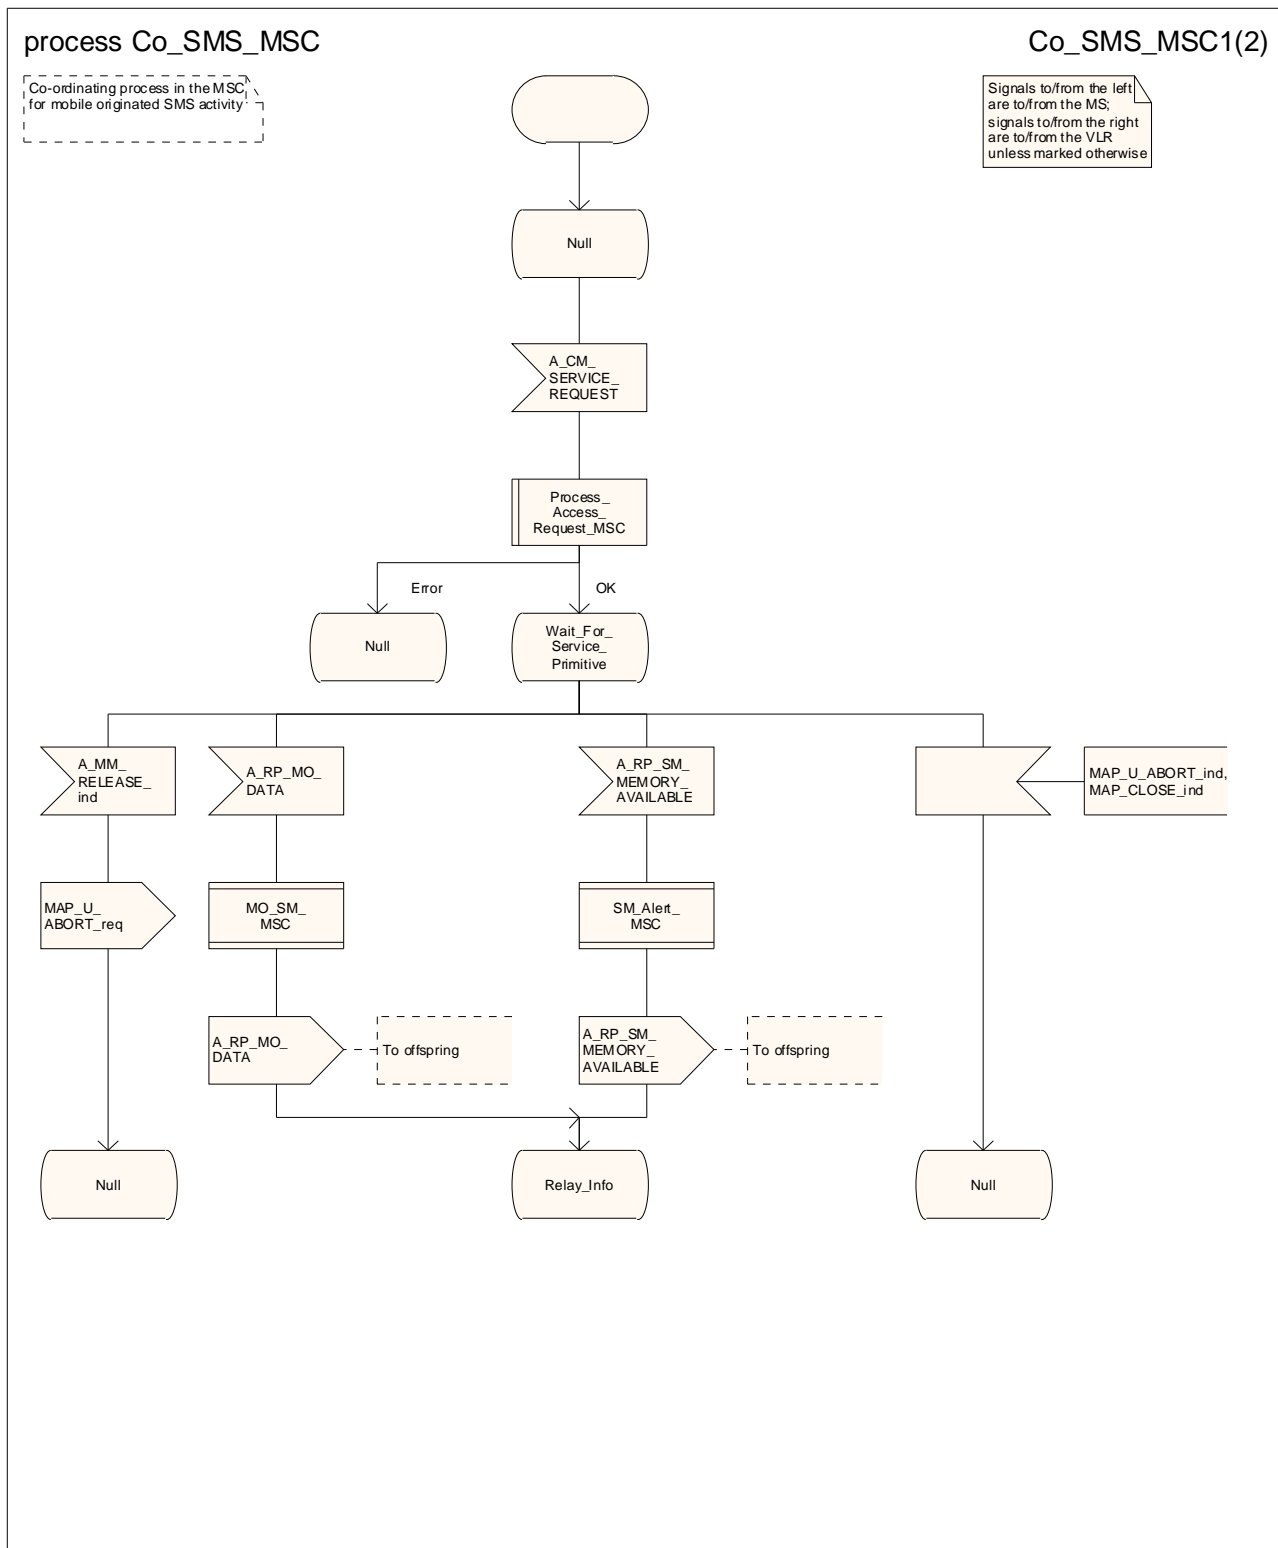 process Co_SMS_MSC
Co_SMS_MSC1(2)
Co-ordinating process in the MSC
for mobile originated SMS activity
Signals to/from the left
are to/from the MS;
signals to/from the right
are to/from the VLR
unless marked otherwise
Null
A_CM_
SERVICE_
REQUEST
Process_
Access_
Request_MSC
Error
OK
Null
Wait_For_
Service_
Primitive
A_MM_
RELEASE_
ind
A_RP_MO_
DATA
A_RP_SM_
MEMORY_
AVAILABLE
MAP_U_ABORT_ind,
MAP_CLOSE_ind
MAP_U_
ABORT_req
MO_SM_
MSC
SM_Alert_
MSC
A_RP_MO_
DATA
To offspring
A_RP_SM_
MEMORY_
AVAILABLE
To offspring
Null
Relay_Info
Null